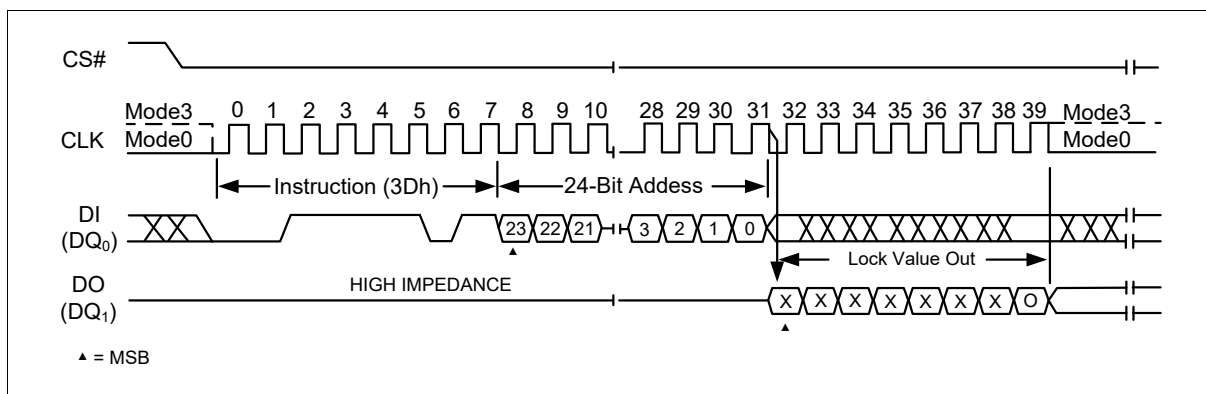 CS#
Mode3 0 1 2 3 4 5 6 7 8 9 10 28 29 30 31 32 33 34 35 36 37 38 39 Mode3
CLK Mode0 Mode0
Instruction (3Dh) 24-Bit Addess
DI
(DQ0) 23 22 21 3 2 1 0
Lock Value Out
DO HIGH IMPEDANCE
(DQ1) X X X X X X X O
▲ = MSB